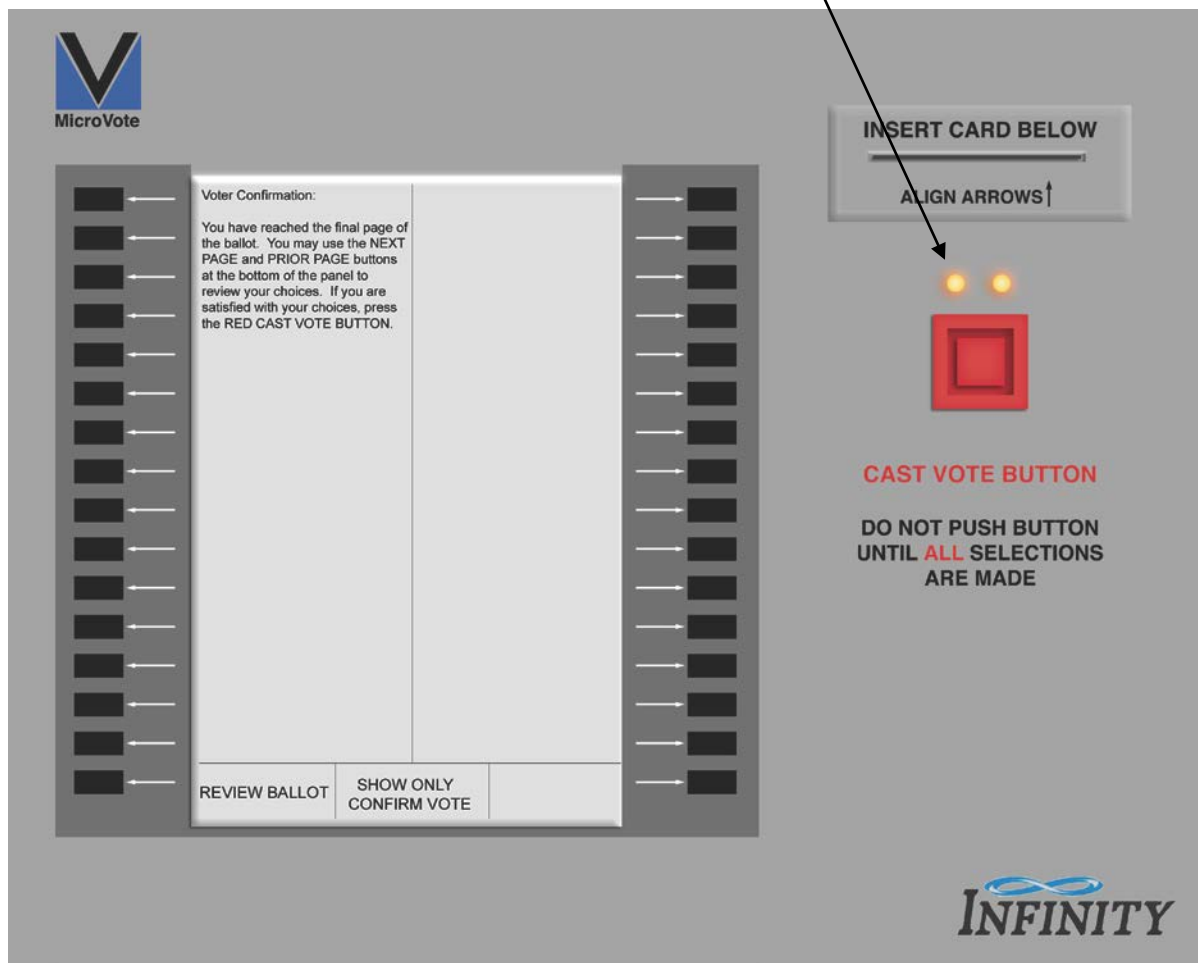 MicroVote
INSERT CARD BELOW
ALIGN ARROWS
Voter Confirmation:
You have reached the final page of
the ballot. You may use the NEXT
PAGE and PRIOR PAGE buttons
at the bottom of the panel to
review your choices. If you are
satisfied with your choices, press
the RED CAST VOTE BUTTON.
CAST VOTE BUTTON
DO NOT PUSH BUTTON
UNTIL ALL SELECTIONS
ARE MADE
REVIEW BALLOT
SHOW ONLY
CONFIRM VOTE
INFINITY